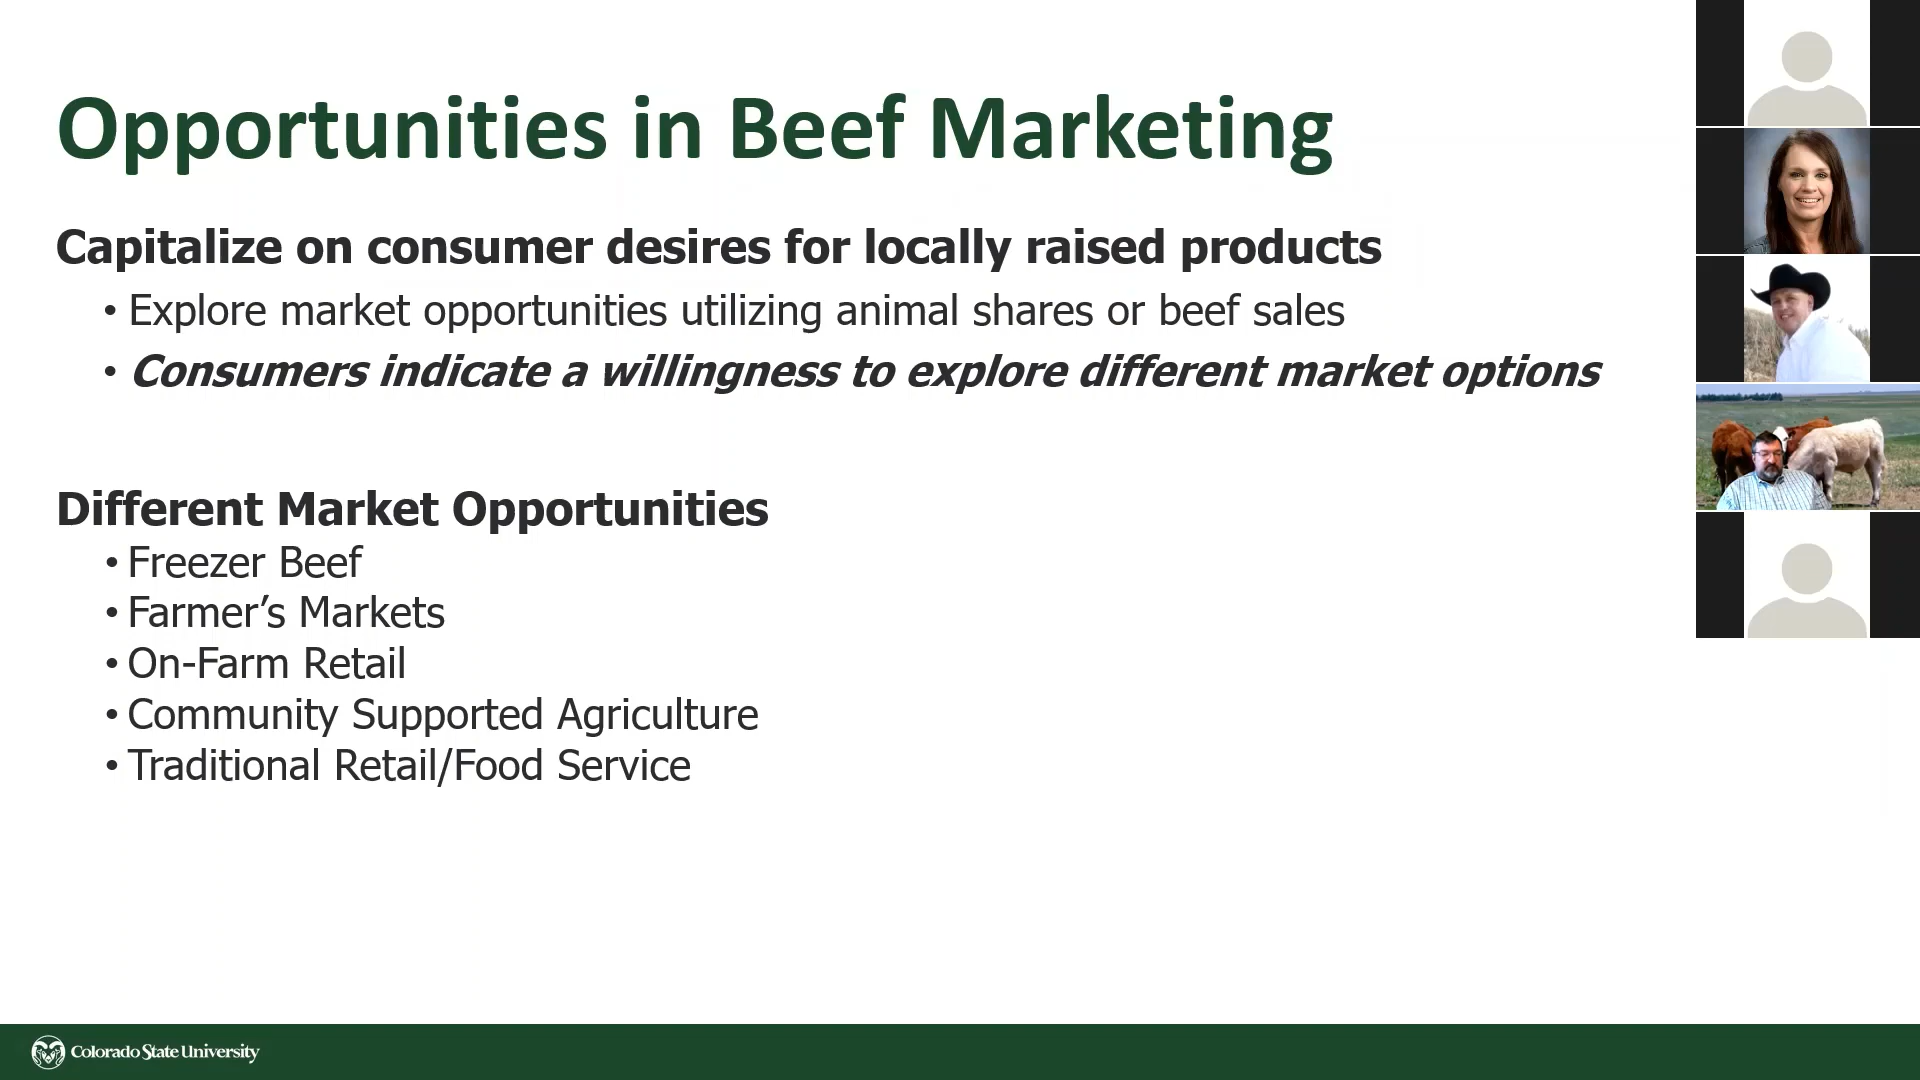 Opportunities in Beef Marketing
Capitalize on consumer desires for locally raised products
• Explore market opportunities utilizing animal shares or beef sales
• Consumers indicate a willingness to explore different market options
Different Market Opportunities
• Freezer Beef
• Farmer’s Markets
• On-Farm Retail
• Community Supported Agriculture
• Traditional Retail/Food Service
Colorado State University